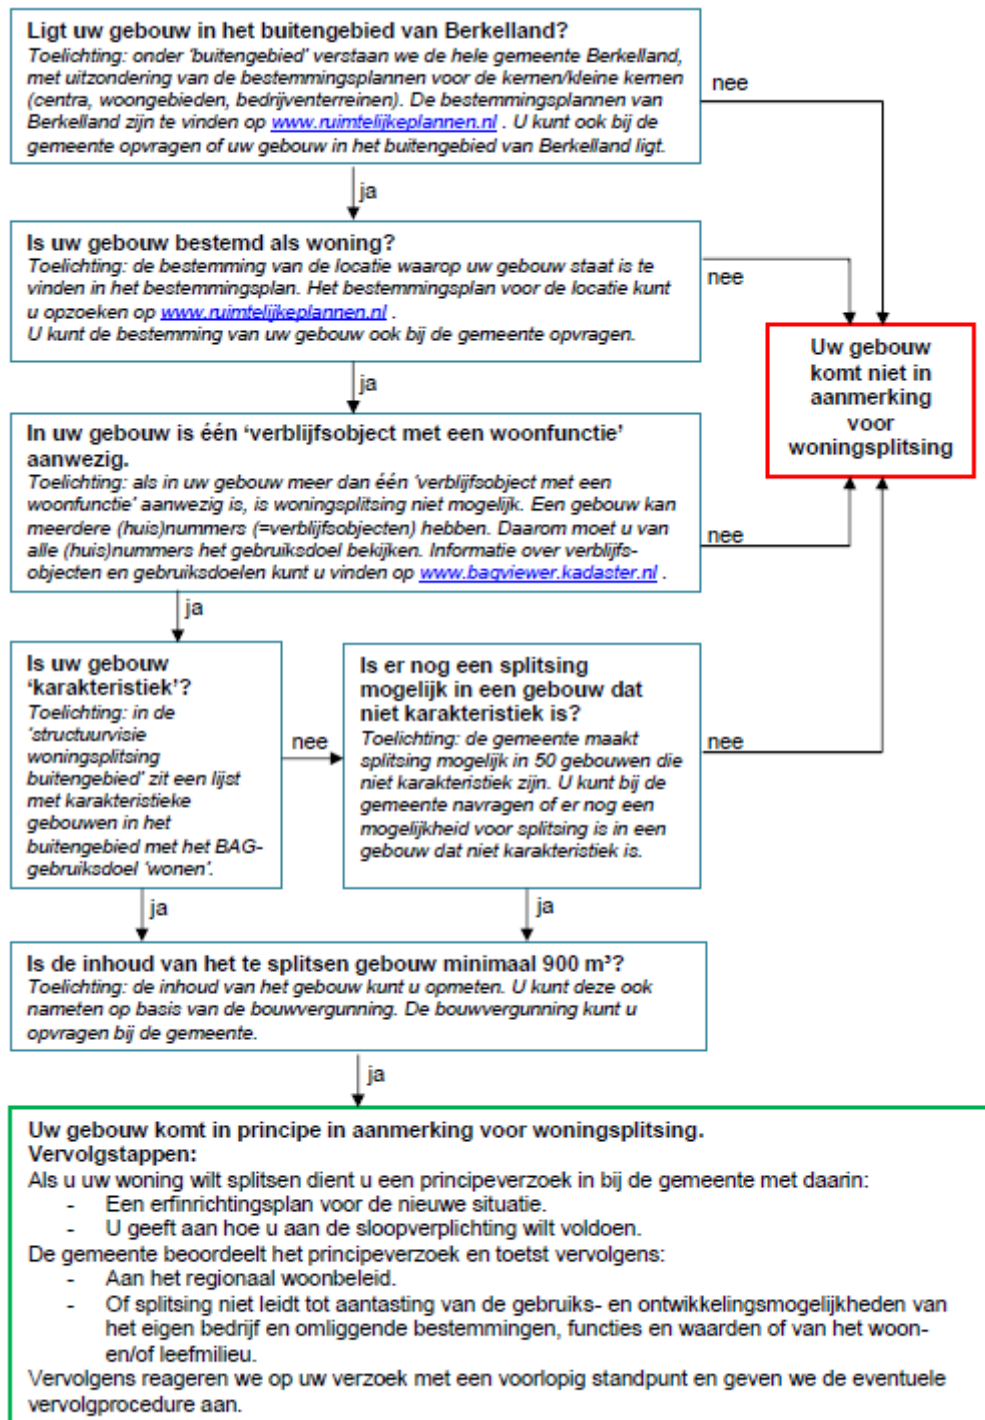 Ligt uw gebouw in het buitengebied van Berkelland?
Toelichting: onder 'buitengebied' verstaan we de hele gemeente Berkelland,
met uitzondering van de bestemmingsplannen voor de kernen/kleine kernen
(centra, woongebieden, bedrijventerreinen). De bestemmingsplannen van
Berkelland zijn te vinden op www.ruimtelijkeplannen.nl . U kunt ook bij de
gemeente opvragen of uw gebouw in het buitengebied van Berkelland ligt.
nee
ja
Is uw gebouw bestemd als woning?
Toelichting: de bestemming van de locatie waarop uw gebouw staat is te
vinden in het bestemmingsplan. Het bestemmingsplan voor de locatie kunt
u opzoeken op www.ruimtelijkeplannen.nl .
U kunt de bestemming van uw gebouw ook bij de gemeente opvragen.
nee
ja
Uw gebouw
komt niet in
aanmerking
voor
woningsplitsing
In uw gebouw is één 'verblijfsobject met een woonfunctie'
aanwezig.
Toelichting: als in uw gebouw meer dan één 'verblijfsobject met een
woonfunctie' aanwezig is, is woningsplitsing niet mogelijk. Een gebouw kan
meerdere (huis)nummers (=verblijfsobjecten) hebben. Daarom moet u van
alle (huis)nummers het gebruiksdoel bekijken. Informatie over verblijfs-
objecten en gebruiksdoelen kunt u vinden op www.bagviewer.kadaster.nl .
nee
ja
Is uw gebouw
'karakteristiek'?
Toelichting: in de
'structuurvisie
woningsplitsing
buitengebied' zit een lijst
met karakteristieke
gebouwen in het
buitengebied met het BAG-
gebruiksdoel 'wonen'.
nee
Is er nog een splitsing
mogelijk in een gebouw dat
niet karakteristiek is?
Toelichting: de gemeente maakt
splitsing mogelijk in 50 gebouwen die
niet karakteristiek zijn. U kunt bij de
gemeente navragen of er nog een
mogelijkheid voor splitsing is in een
gebouw dat niet karakteristiek is.
nee
ja
ja
Is de inhoud van het te splitsen gebouw minimaal 900 m³?
Toelichting: de inhoud van het gebouw kunt u opmeten. U kunt deze ook
nameten op basis van de bouwvergunning. De bouwvergunning kunt u
opvragen bij de gemeente.
ja
Uw gebouw komt in principe in aanmerking voor woningsplitsing.
Vervolgstappen:
Als u uw woning wilt splitsen dient u een principeverzoek in bij de gemeente met daarin:
- Een erfinrichtingsplan voor de nieuwe situatie.
- U geeft aan hoe u aan de sloopverplichting wilt voldoen.
De gemeente beoordeelt het principeverzoek en toetst vervolgens:
- Aan het regionaal woonbeleid.
- Of splitsing niet leidt tot aantasting van de gebruiks- en ontwikkelingsmogelijkheden van
het eigen bedrijf en omliggende bestemmingen, functies en waarden of van het woon-
en/of leefmilieu.
Vervolgens reageren we op uw verzoek met een voorlopig standpunt en geven we de eventuele
vervolgprocedure aan.